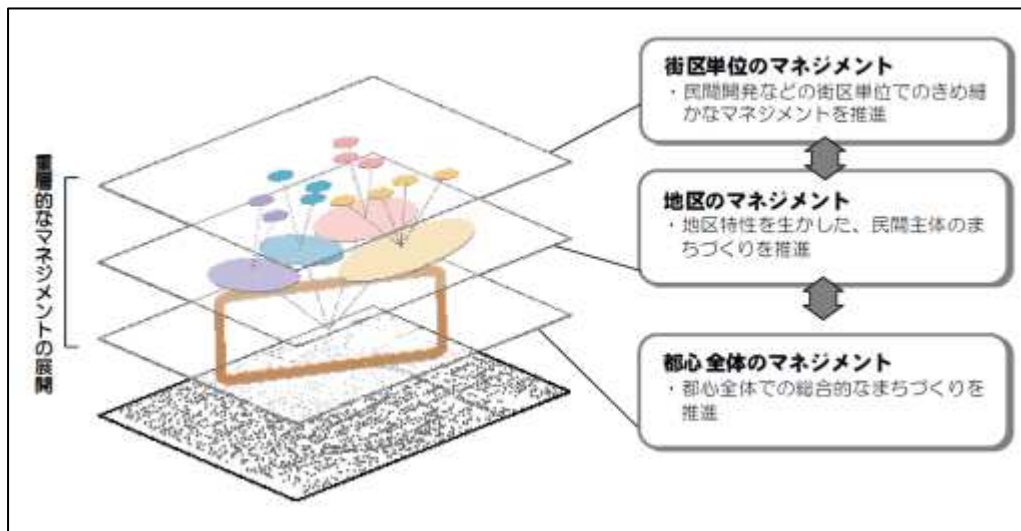 重層的なマネジメントの展開
街区単位のマネジメント
・民間開発などの街区単位でのきめ細
かなマネジメントを推進
地区のマネジメント
・地区特性を生かした、民間主体のま
ちづくりを推進
都心全体のマネジメント
・都心全体での総合的なまちづくりを
推進